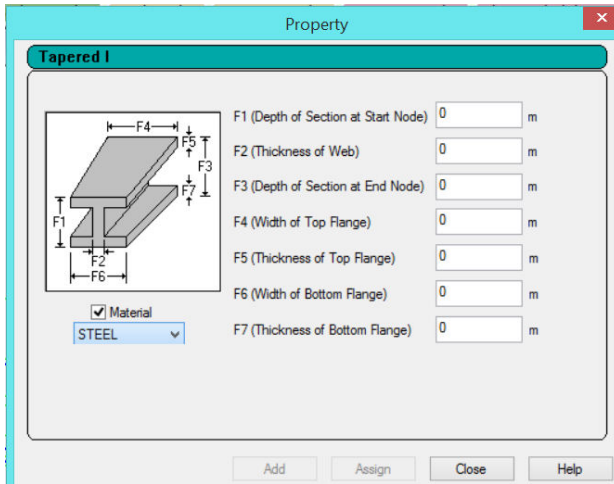 Property
x
Tapered I
F4
F5
F3
F7
F1
F2
F6
Material
STEEL
F1 (Depth of Section at Start Node) 0 m
F2 (Thickness of Web) 0 m
F3 (Depth of Section at End Node) 0 m
F4 (Width of Top Flange) 0 m
F5 (Thickness of Top Flange) 0 m
F6 (Width of Bottom Flange) 0 m
F7 (Thickness of Bottom Flange) 0 m
Add Assign Close Help